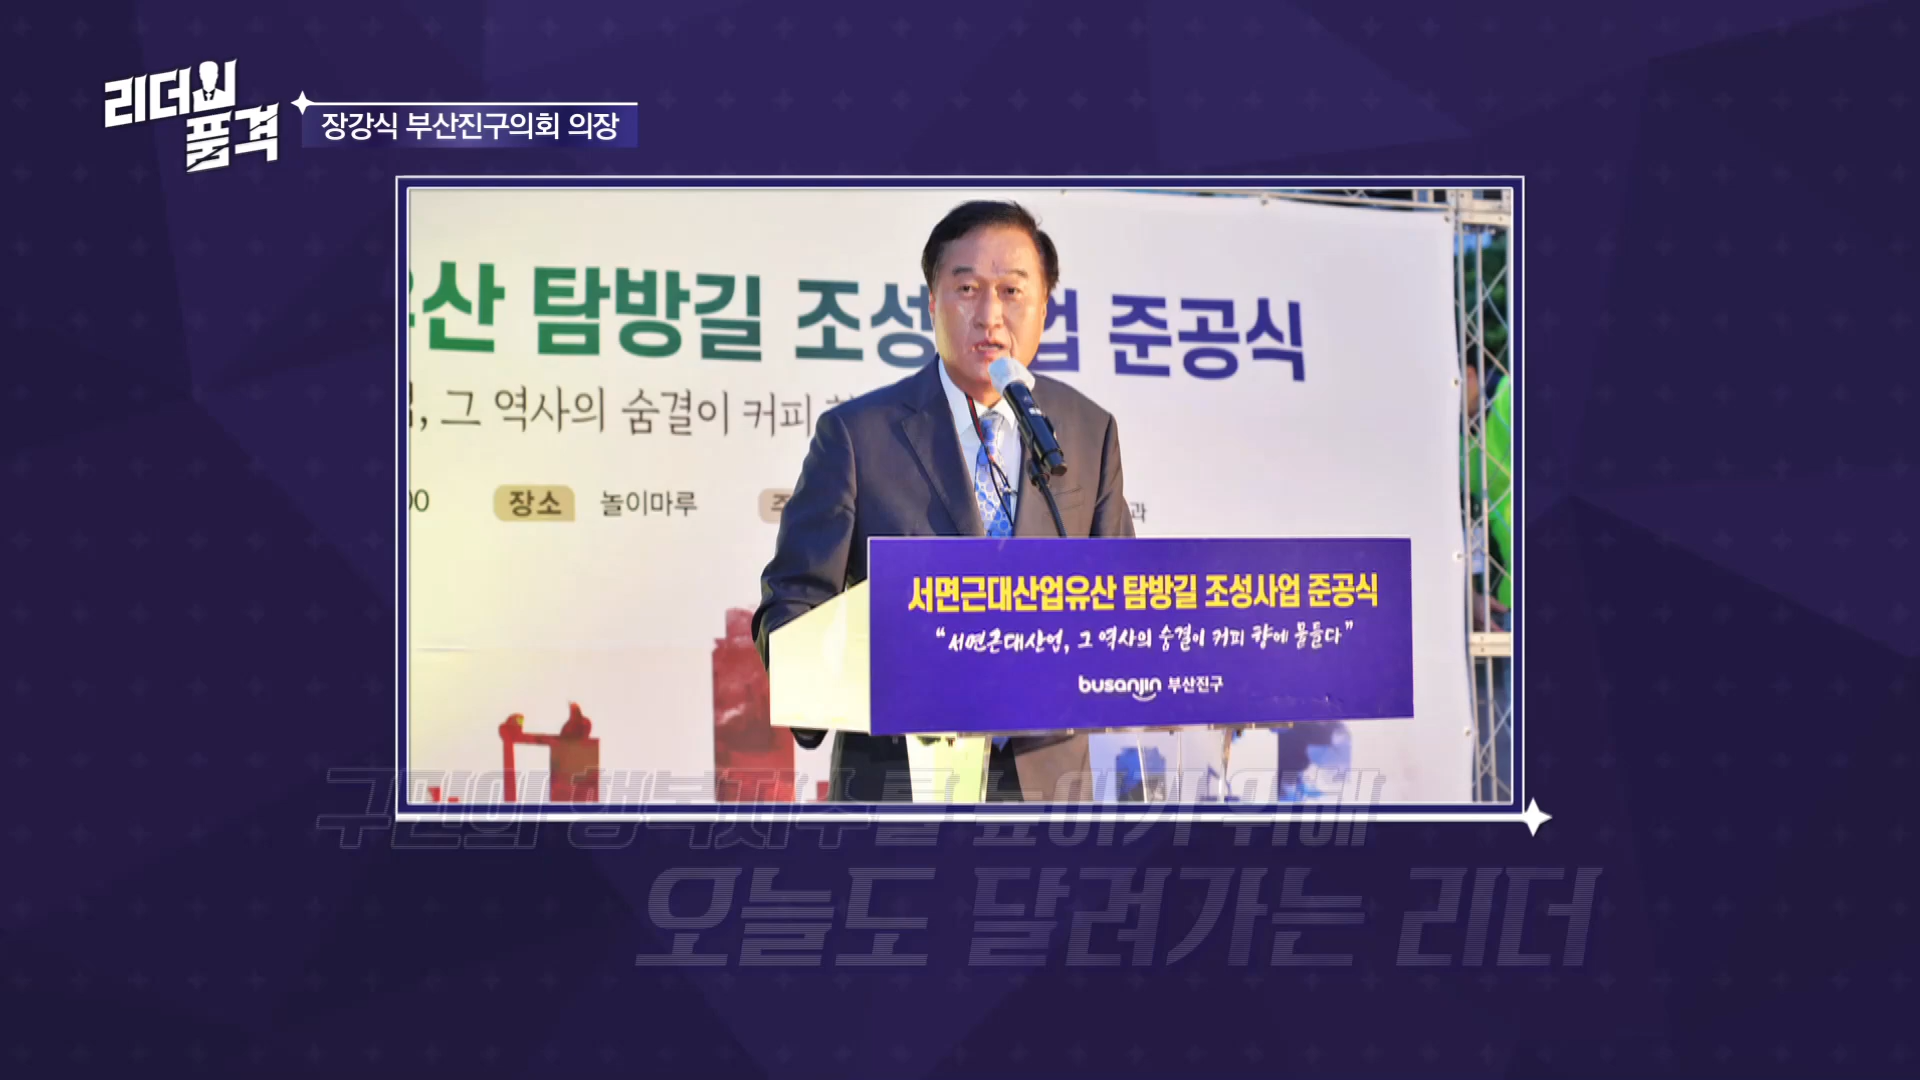 리더의
품격
장강식 부산진구의회 의장
산 탐방길 조성 업 준공식
, 그 역사의 숨결이 커피
00 장소 놀이마루
과
서면근대산업유산 탐방길 조성사업 준공식
“서면근대산업, 그 역사의 숨결이 커피 향에 물들다”
busanjin 부산진구
구민의 행복지수를 높이기 위해
오늘도 달려가는 리더